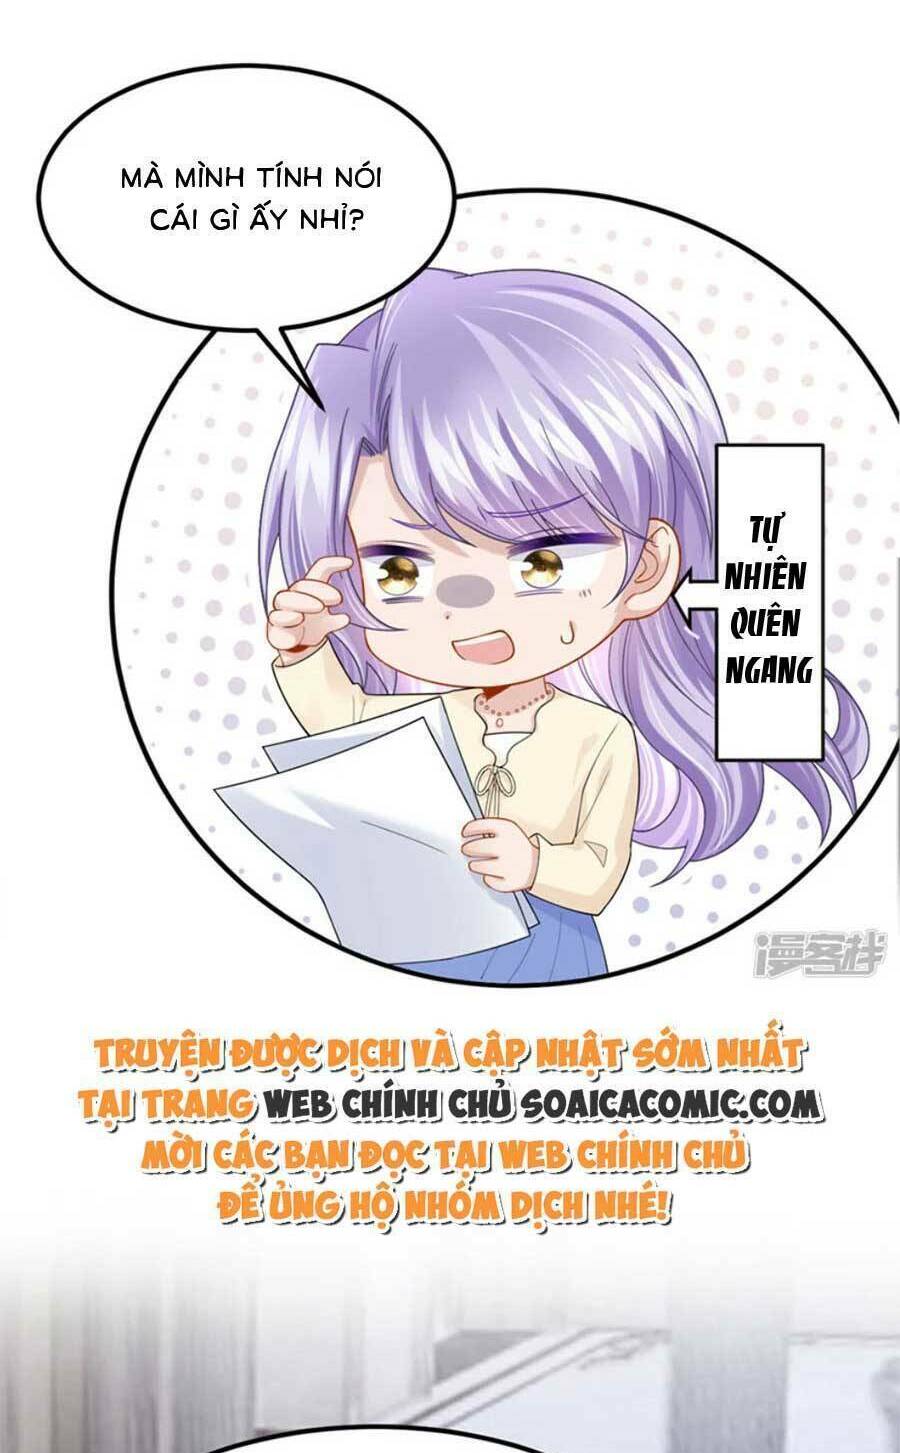 MÀ MÌNH TÍNH NÓI
CÁI GÌ ẤY NHỈ?
TỰ
NHIÊN
QUÊN
NGANG
漫客栈
TRUYỆN ĐƯỢC DỊCH VÀ CẬP NHẬT SỚM NHẤT
TẠI TRANG WEB CHÍNH CHỦ SOAICACOMIC.COM
MỜI CÁC BẠN ĐỌC TẠI WEB CHÍNH CHỦ
ĐỂ ỦNG HỘ NHÓM DỊCH NHÉ!